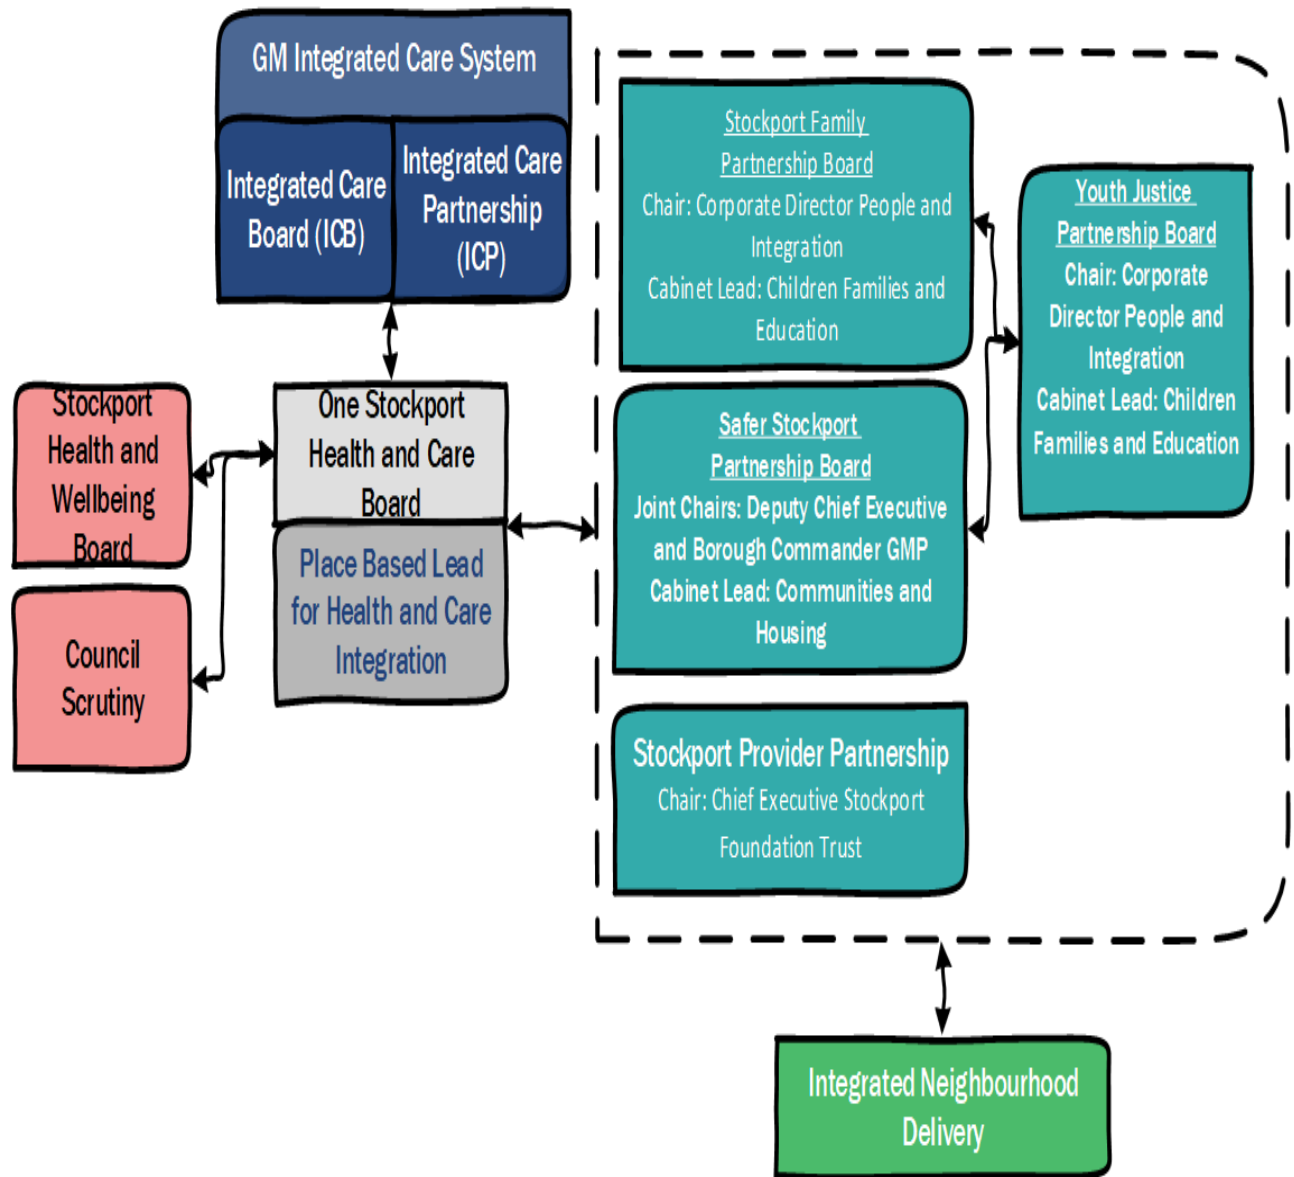 GM Integrated Care System
Integrated Care
Board (ICB)
Integrated Care
Partnership
(ICP)
Stockport
Health and
Wellbeing
Board
Council
Scrutiny
One Stockport
Health and Care
Board
Place Based Lead
for Health and Care
Integration
Stockport Family
Partnership Board
Chair: Corporate Director People and
Integration
Cabinet Lead: Children Families and
Education
Safer Stockport
Partnership Board
Joint Chairs: Deputy Chief Executive
and Borough Commander GMP
Cabinet Lead: Communities and
Housing
Stockport Provider Partnership
Chair: Chief Executive Stockport
Foundation Trust
Youth Justice
Partnership Board
Chair: Corporate
Director People and
Integration
Cabinet Lead: Children
Families and Education
Integrated Neighbourhood
Delivery